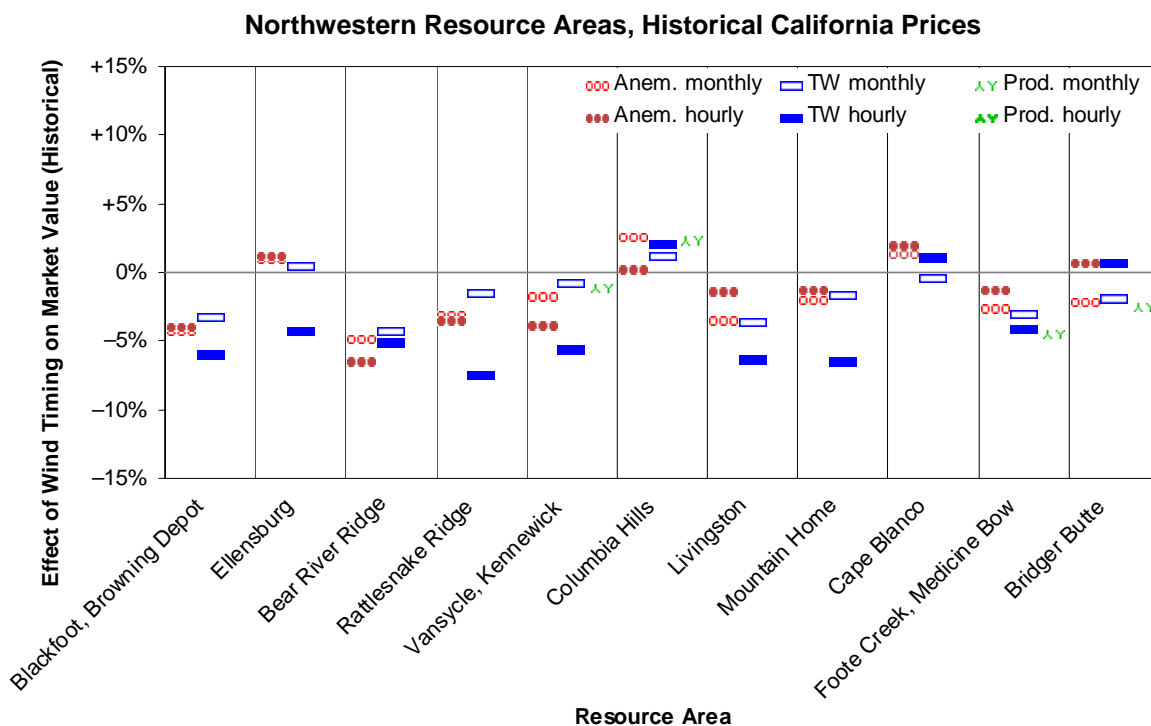 Northwestern Resource Areas, Historical California Prices
Effect of Wind Timing on Market Value (Historical)
+15%
+10%
+5%
0%
–5%
–10%
–15%
Anem. monthly
TW monthly
Prod. monthly
Anem. hourly
TW hourly
Prod. hourly
Blackfoot, Browning Depot
Ellensburg
Bear River Ridge
Rattlesnake Ridge
Vansycle, Kennewick
Columbia Hills
Livingston
Mountain Home
Cape Blanco
Foote Creek, Medicine Bow
Bridger Butte
Resource Area